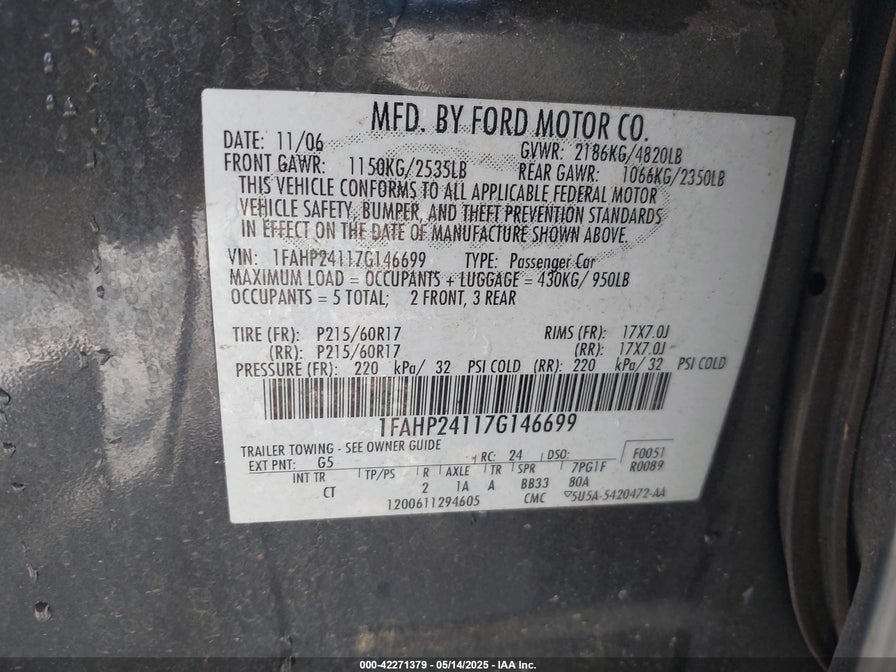 MFD. BY FORD MOTOR CO.
DATE: 11/06 GVWR: 2186KG/4820LB
FRONT GAWR: 1150KG/2535LB REAR GAWR: 1066KG/2350LB
THIS VEHICLE CONFORMS TO ALL APPLICABLE FEDERAL MOTOR
VEHICLE SAFETY, BUMPER, AND THEFT PREVENTION STANDARDS
IN EFFECT ON THE DATE OF MANUFACTURE SHOWN ABOVE.
VIN: 1FAHP24117G146699 TYPE: Passenger Car
MAXIMUM LOAD = OCCUPANTS + LUGGAGE = 430KG/ 950LB
OCCUPANTS = 5 TOTAL; 2 FRONT, 3 REAR
TIRE (FR): P215/60R17 RIMS (FR): 17X7.0J
(RR): P215/60R17 (RR): 17X7.0J
PRESSURE (FR): 220 kPa/ 32 PSI COLD (RR): 220 kPa/ 32 PSI COLD
1FAHP24117G146699
TRAILER TOWING - SEE OWNER GUIDE
EXT PNT: G5 RC: 24 DSO: F0051
R0089
INT TR TP/PS R AXLE TR SPR 7PG1F
CT 2 1A A BB33 80A
1200611294605 CMC 5U5A-5420472-AA
000-42271379 - 05/14/2025 - IAA Inc.